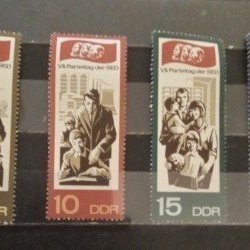 VII. Parteitag der SED
10 DDR
VII. Parteitag der SED
15 DDR